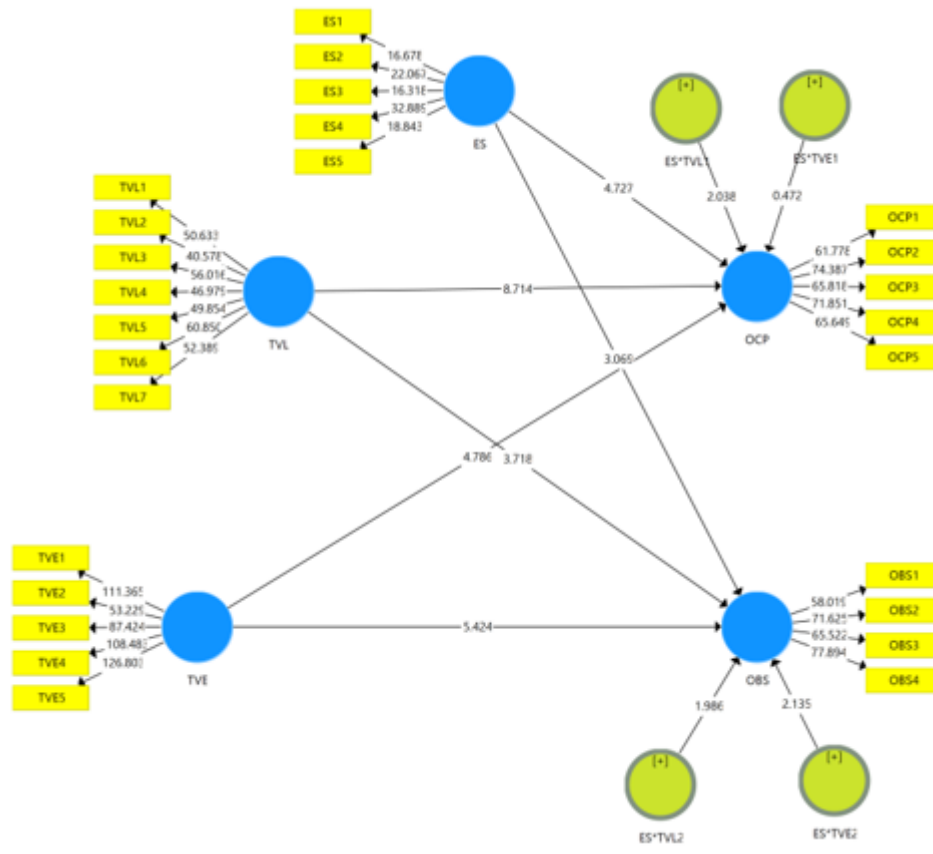 ES1
ES2
ES3
ES4
ES5
16.678
22.067
16.318
32.889
18.843
ES
[+]
ES*TVL1
[+]
ES*TVE1
4.727
2.038
0.472
TVL1
TVL2
TVL3
TVL4
TVL5
TVL6
TVL7
50.633
40.578
56.016
46.979
49.854
60.850
52.389
TVL
8.714
OCP1
OCP2
OCP3
OCP4
OCP5
61.778
74.387
65.818
71.851
65.649
OCP
3.069
4.786
3.718
TVE1
TVE2
TVE3
TVE4
TVE5
111.365
53.229
87.424
108.483
126.803
TVE
5.424
OBS1
OBS2
OBS3
OBS4
58.019
71.625
65.522
77.894
OBS
1.986
2.135
[+]
ES*TVL2
[+]
ES*TVE2